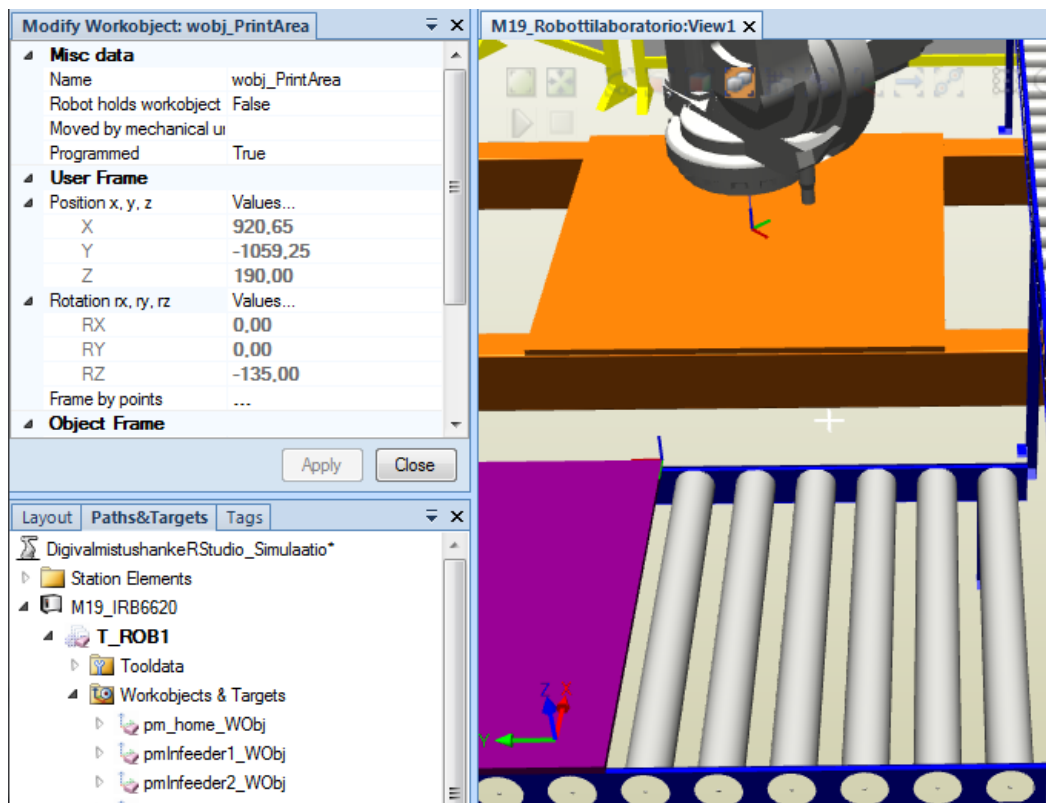 Modify Workobject: wobj_PrintArea
Misc data
Name wobj_PrintArea
Robot holds workobject False
Moved by mechanical ur
Programmed True
User Frame
Position x, y, z Values...
X 920,65
Y -1059,25
Z 190,00
Rotation rx, ry, rz Values...
RX 0,00
RY 0,00
RZ -135,00
Frame by points ...
Object Frame
Apply Close
Layout Paths&Targets Tags
DigivalmistushankeRStudio_Simulaatio*
Station Elements
M19_IRB6620
T_ROB1
Tooldata
Workobjects & Targets
pm_home_WObj
pmInfeeder1_WObj
pmInfeeder2_WObj
M19_Robottilaboratorio:View1
Z X
Y